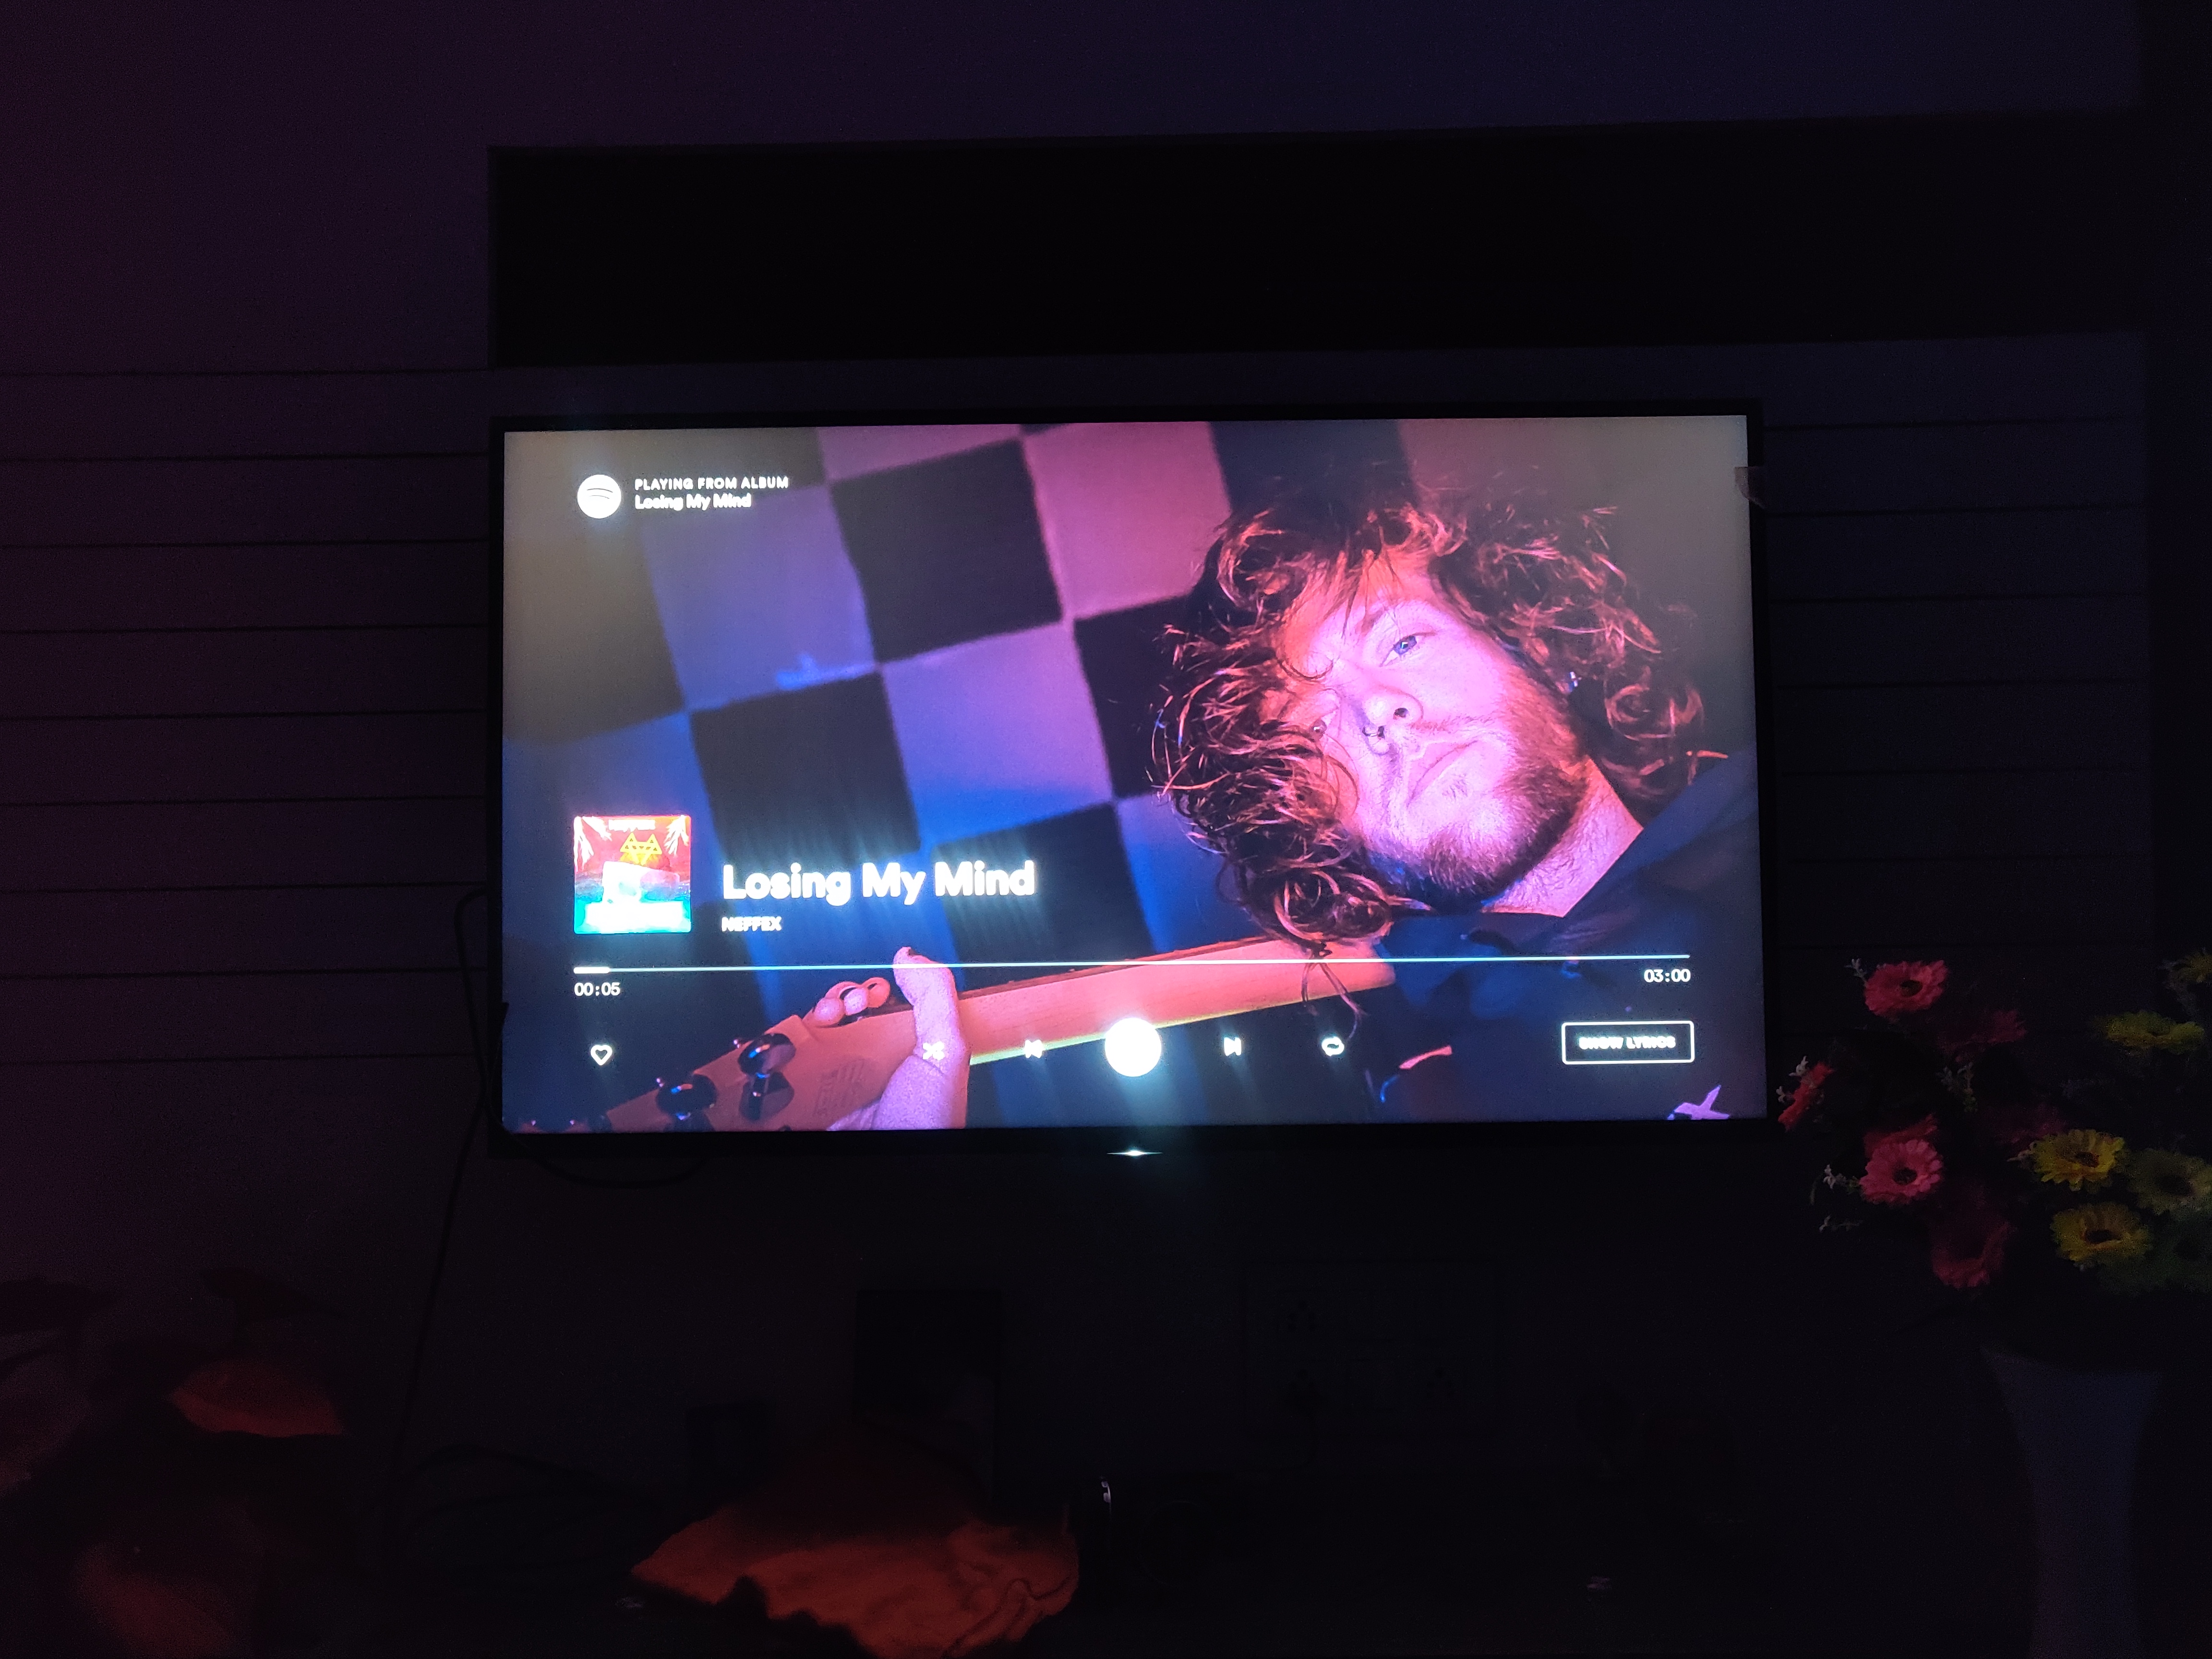 PLAYING FROM ALBUM
Losing My Mind
Losing My Mind
NEFFEX
00:05
03:00
SHOW LYRICS